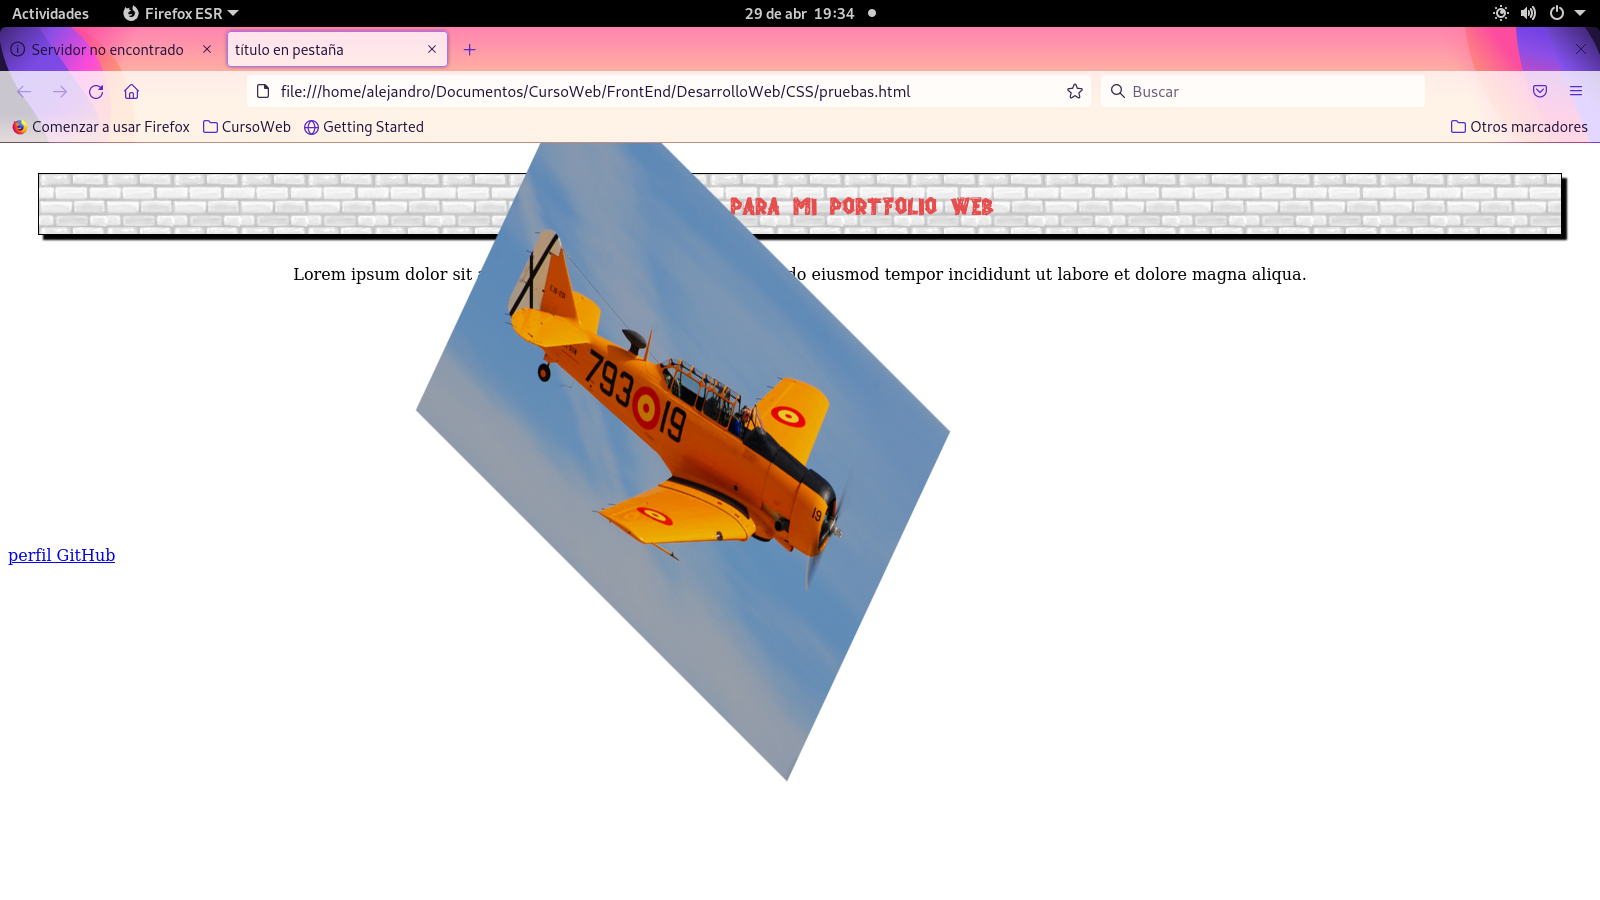 Actividades Firefox ESR 29 de abr 19:34
Servidor no encontrado título en pestaña
file:///home/alejandro/Documentos/CursoWeb/FrontEnd/DesarrolloWeb/CSS/pruebas.html Buscar
Comenzar a usar Firefox CursoWeb Getting Started Otros marcadores
PARA MI PORTFOLIO WEB
Lorem ipsum dolor sit do eiusmod tempor incididunt ut labore et dolore magna aliqua.
793 19
19
perfil GitHub